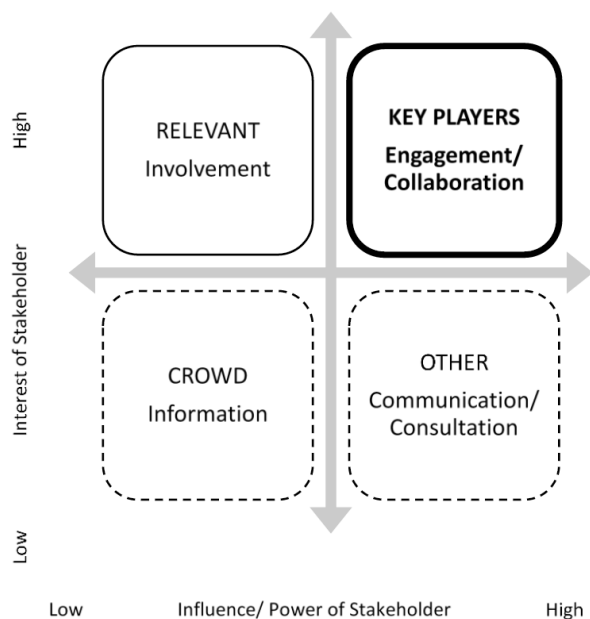 High
RELEVANT
Involvement
KEY PLAYERS
Engagement/
Collaboration
Interest of Stakeholder
CROWD
Information
OTHER
Communication/
Consultation
Low
Low
Influence/ Power of Stakeholder
High